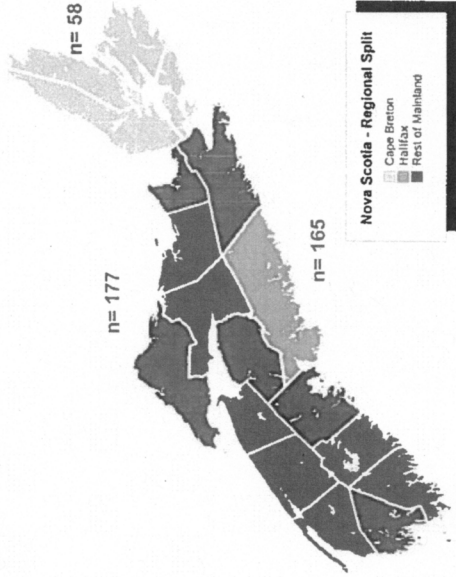 n= 58
n= 177
n= 165
Nova Scotia - Regional Split
Cape Breton
Halifax
Rest of Mainland